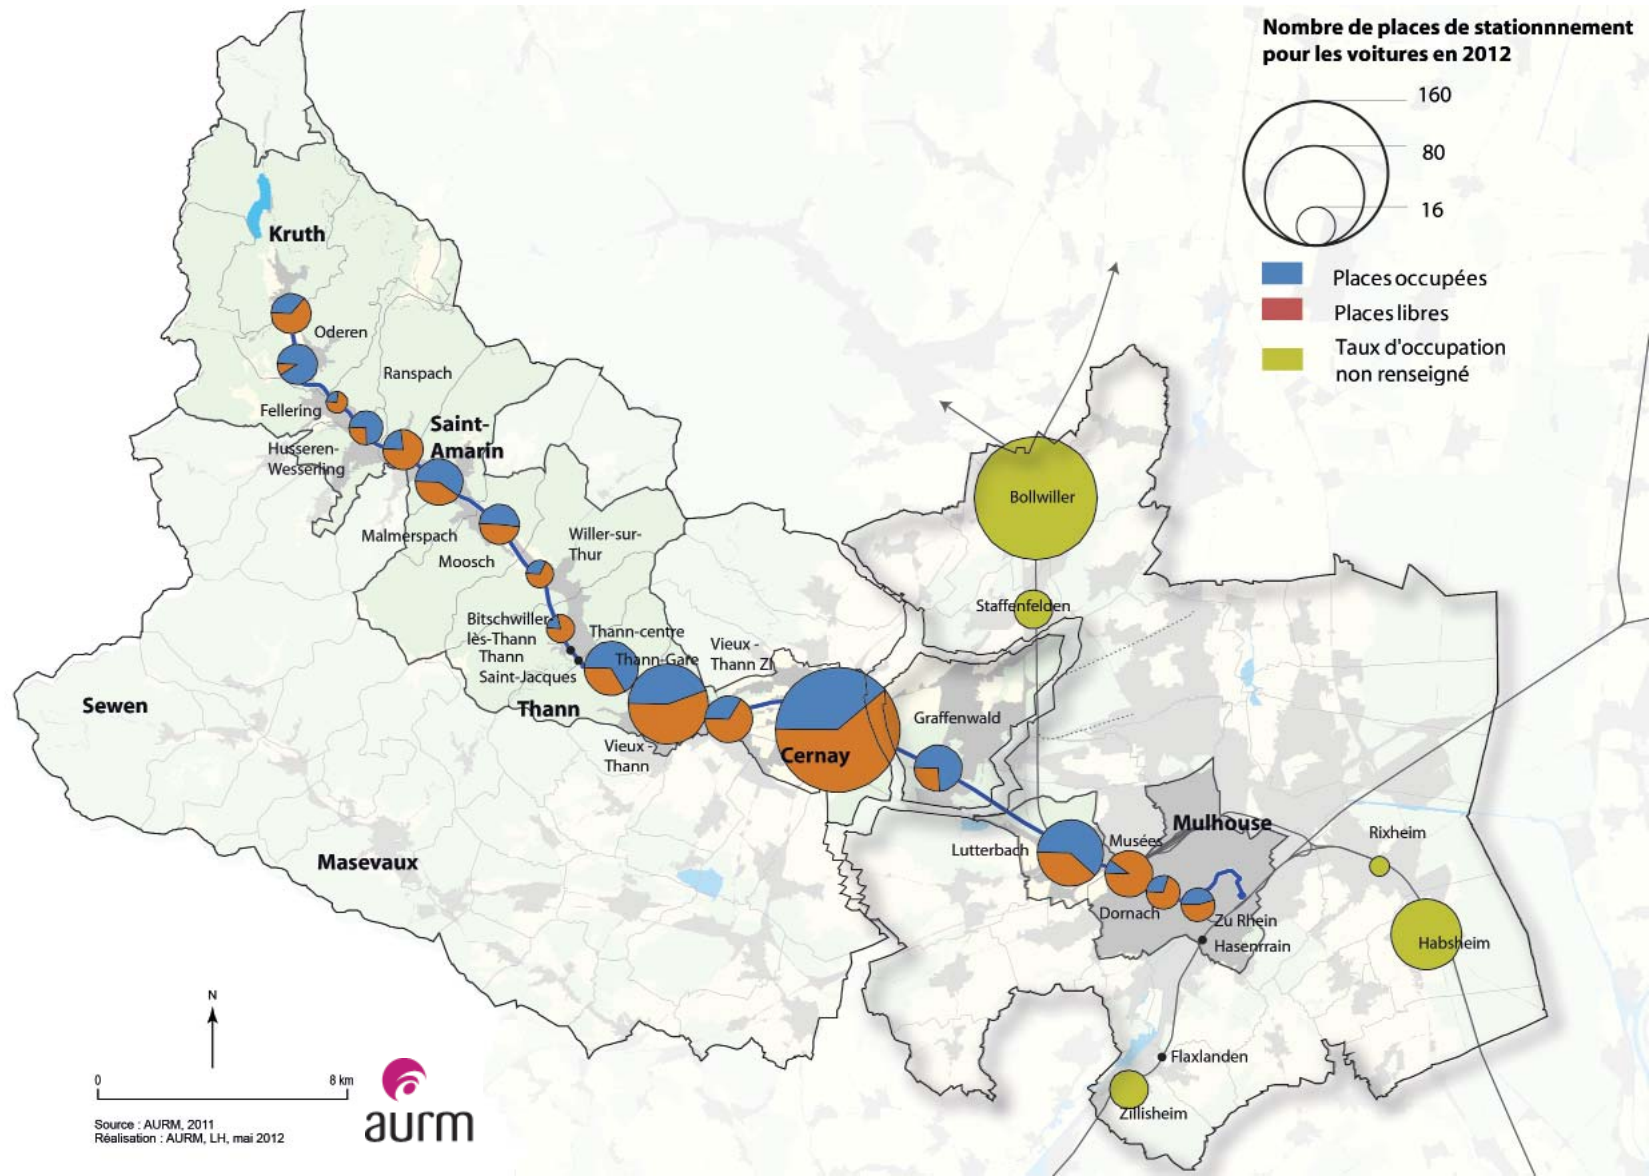 Nombre de places de stationnnement
pour les voitures en 2012
160
80
16
Places occupées
Places libres
Taux d'occupation
non renseigné
Kruth
Oderen
Ranspach
Fellering
Saint-
Amarin
Husseren-
Wesserling
Malmerspach
Moosch
Willer-sur-
Thur
Bitschwiller-
lès-Thann
Thann
Saint-Jacques
Thann-centre
Thann-Gare
Vieux -
Thann ZI
Thann
Vieux -
Thann
Sewen
Masevaux
Cernay
Graffenwald
Bollwiller
Staffenfelden
Lutterbach
Musées
Mulhouse
Dornach
Zu Rhein
Hasenrrain
Rixheim
Habsheim
Flaxlanden
Zillisheim
N
0
8 km
Source : AURM, 2011
Réalisation : AURM, LH, mai 2012
aurm